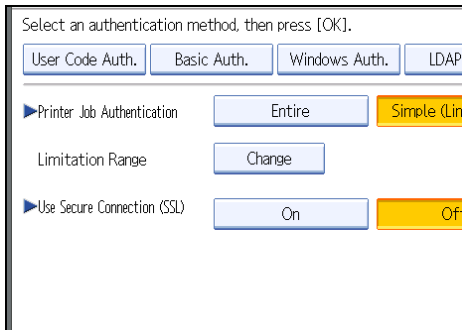 Select an authentication method, then press [OK].
User Code Auth. Basic Auth. Windows Auth. LDAP
▶Printer Job Authentication Entire Simple (Lin
Limitation Range Change
▶Use Secure Connection (SSL) On Of